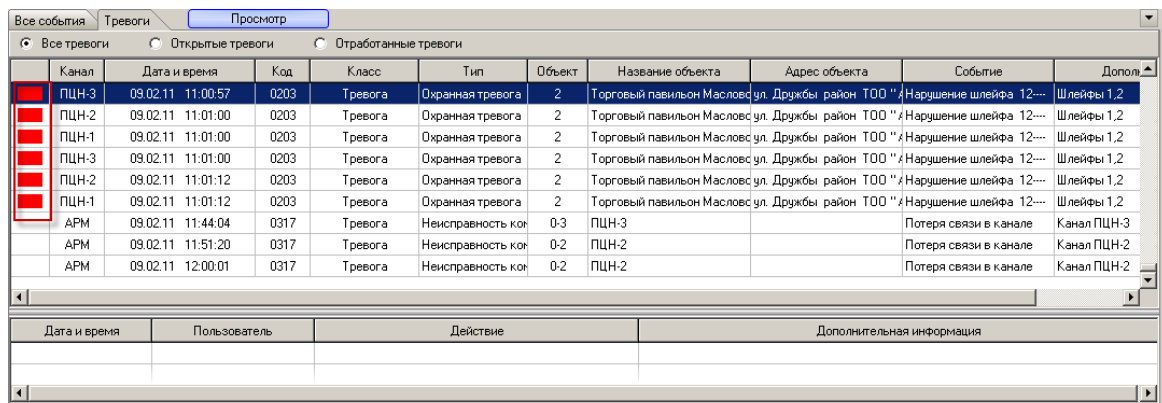 Все события Тревоги Просмотр
Все тревоги Открытые тревоги Отработанные тревоги
Канал Дата и время Код Класс Тип Объект Название объекта Адрес объекта Событие
ПЦН-3 09.02.11 11:00:57 0203 Тревога Охранная тревога 2 Торговый павильон ул. Дружбы район ТОО " Нарушение шлейфа 12---- Шлейфы 1,2
ПЦН-2 09.02.11 11:01:00 0203 Тревога Охранная тревога 2 Торговый павильон ул. Дружбы район ТОО " Нарушение шлейфа 12---- Шлейфы 1,2
ПЦН-1 09.02.11 11:01:00 0203 Тревога Охранная тревога 2 Торговый павильон ул. Дружбы район ТОО " Нарушение шлейфа 12---- Шлейфы 1,2
ПЦН-3 09.02.11 11:01:00 0203 Тревога Охранная тревога 2 Торговый павильон ул. Дружбы район ТОО " Нарушение шлейфа 12---- Шлейфы 1,2
ПЦН-2 09.02.11 11:01:12 0203 Тревога Охранная тревога 2 Торговый павильон ул. Дружбы район ТОО " Нарушение шлейфа 12---- Шлейфы 1,2
ПЦН-1 09.02.11 11:01:12 0203 Тревога Охранная тревога 2 Торговый павильон ул. Дружбы район ТОО " Нарушение шлейфа 12---- Шлейфы 1,2
АРМ 09.02.11 11:44:04 0317 Тревога Неисправность 0-3 ПЦН-3 Потеря связи в канале Канал ПЦН-3
АРМ 09.02.11 11:51:20 0317 Тревога Неисправность 0-2 ПЦН-2 Потеря связи в канале Канал ПЦН-2
АРМ 09.02.11 12:00:01 0317 Тревога Неисправность 0-2 ПЦН-2 Потеря связи в канале Канал ПЦН-2
Дата и время Пользователь Действие Дополнительная информация